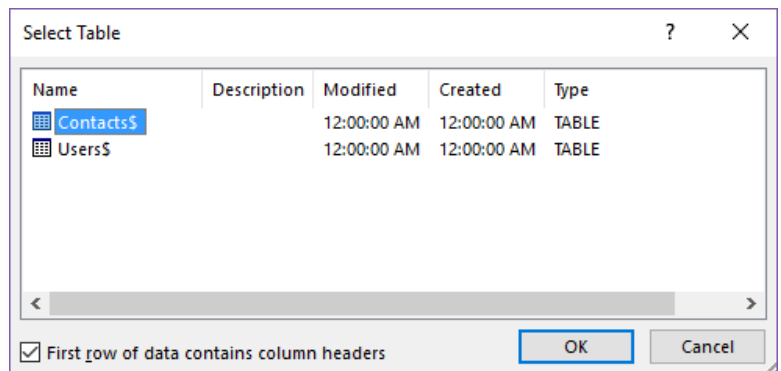 Select Table ?
Name Description Modified Created Type
Contacts$ 12:00:00 AM 12:00:00 AM TABLE
Users$ 12:00:00 AM 12:00:00 AM TABLE
First row of data contains column headers OK Cancel